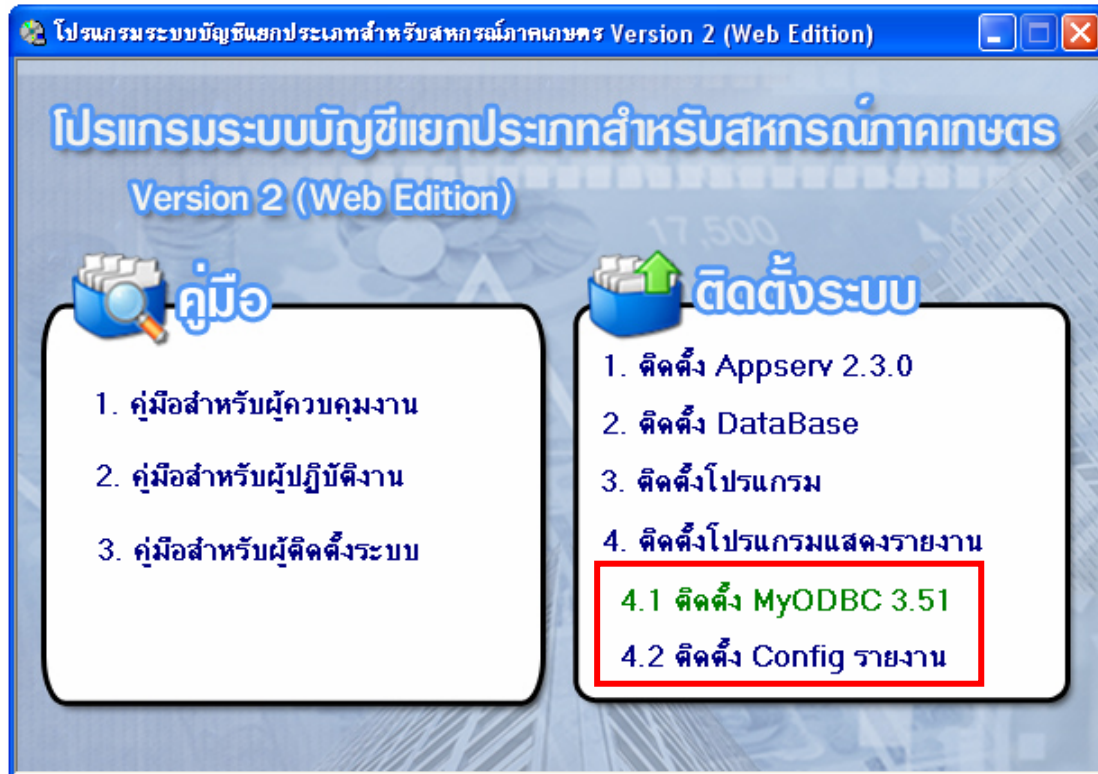 โปรแกรมระบบบัญชีแยกประเภทสำหรับสหกรณ์ภาคเกษตร Version 2 (Web Edition)
โปรแกรมระบบบัญชีแยกประเภทสำหรับสหกรณ์ภาคเกษตร
Version 2 (Web Edition)
17,500
คู่มือ
1. คู่มือสำหรับผู้ควบคุมงาน
2. คู่มือสำหรับผู้ปฏิบัติงาน
3. คู่มือสำหรับผู้ติดตั้งระบบ
ติดตั้งระบบ
1. ติดตั้ง Appserv 2.3.0
2. ติดตั้ง DataBase
3. ติดตั้งโปรแกรม
4. ติดตั้งโปรแกรมแสดงรายงาน
4.1 ติดตั้ง MyODBC 3.51
4.2 ติดตั้ง Config รายงาน